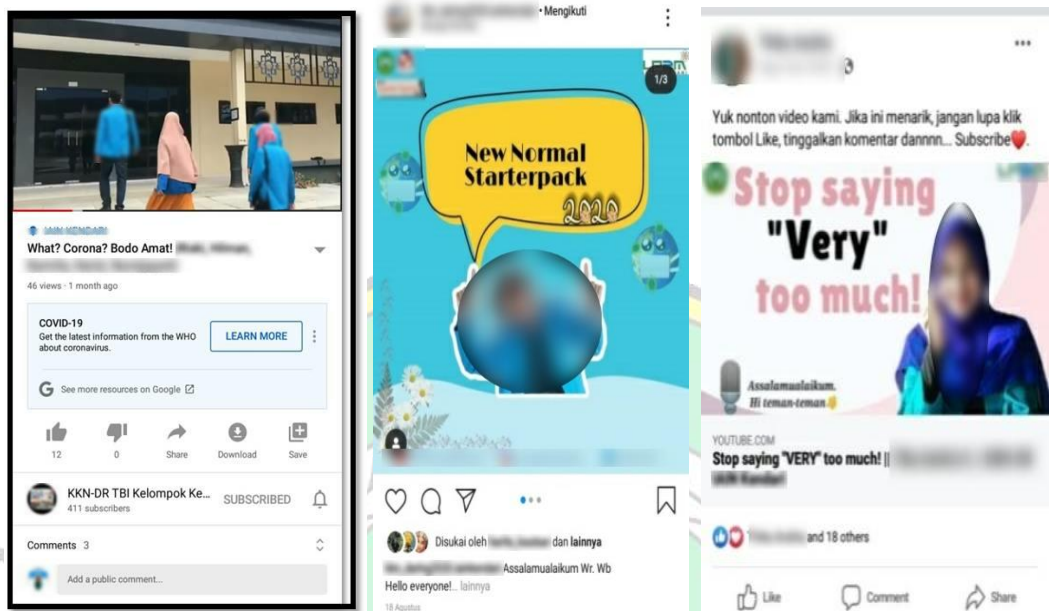 IAIN KENDARI
What? Corona? Bodo Amat!
46 views · 1 month ago
COVID-19
Get the latest information from the WHO
about coronavirus.
LEARN MORE
See more resources on Google
12
0
Share
Download
Save
KKN-DR TBI Kelompok Ke...
411 subscribers
SUBSCRIBED
Comments 3
Add a public comment...
• Mengikuti
1/3
New Normal
Starterpack
2020
Disukai oleh
dan lainnya
Assalamualaikum Wr. Wb
Hello everyone!... lainnya
18 Agustus
Yuk nonton video kami. Jika ini menarik, jangan lupa klik
tombol Like, tinggalkan komentar dannnn... Subscribe❤️.
Stop saying
"Very"
too much!
Assalamualaikum.
Hi teman-teman👋
YOUTUBE.COM
Stop saying "VERY" too much! ||
IAIN Kendari
and 18 others
Like
Comment
Share